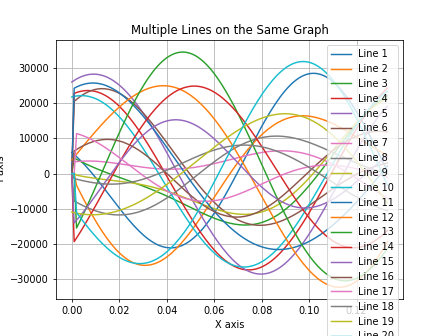 Multiple Lines on the Same Graph
30000
20000
10000
0
−10000
−20000
−30000
0.00
0.02
0.04
0.06
0.08
0.10
X axis
Line 1
Line 2
Line 3
Line 4
Line 5
Line 6
Line 7
Line 8
Line 9
Line 10
Line 11
Line 12
Line 13
Line 14
Line 15
Line 16
Line 17
Line 18
Line 19
Line 20